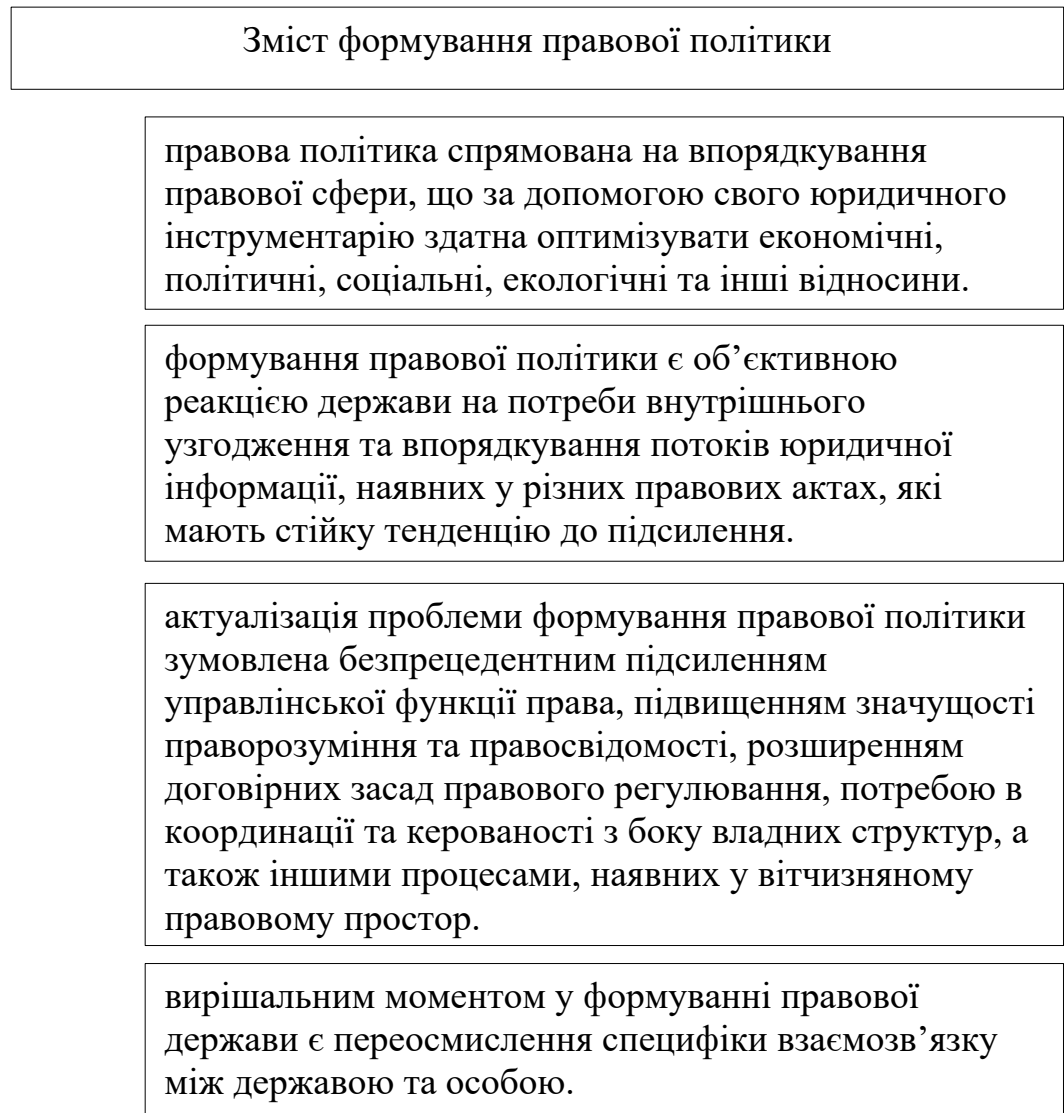 Зміст формування правової політики
правова політика спрямована на впорядкування
правової сфери, що за допомогою свого юридичного
інструментарію здатна оптимізувати економічні,
політичні, соціальні, екологічні та інші відносини.
формування правової політики є об’єктивною
реакцією держави на потреби внутрішнього
узгодження та впорядкування потоків юридичної
інформації, наявних у різних правових актах, які
мають стійку тенденцію до підсилення.
актуалізація проблеми формування правової політики
зумовлена безпрецедентним підсиленням
управлінської функції права, підвищенням значущості
праворозуміння та правосвідомості, розширенням
договірних засад правового регулювання, потребою в
координації та керованості з боку владних структур, а
також іншими процесами, наявних у вітчизняному
правовому простор.
вирішальним моментом у формуванні правової
держави є переосмислення специфіки взаємозв’язку
між державою та особою.